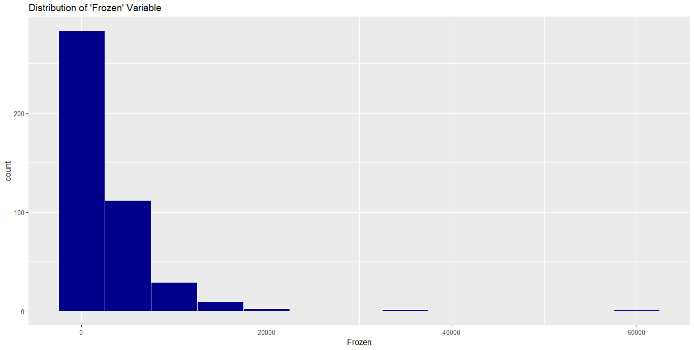 Distribution of 'Frozen' Variable
200
100
0
count
0 20000 40000 60000
Frozen